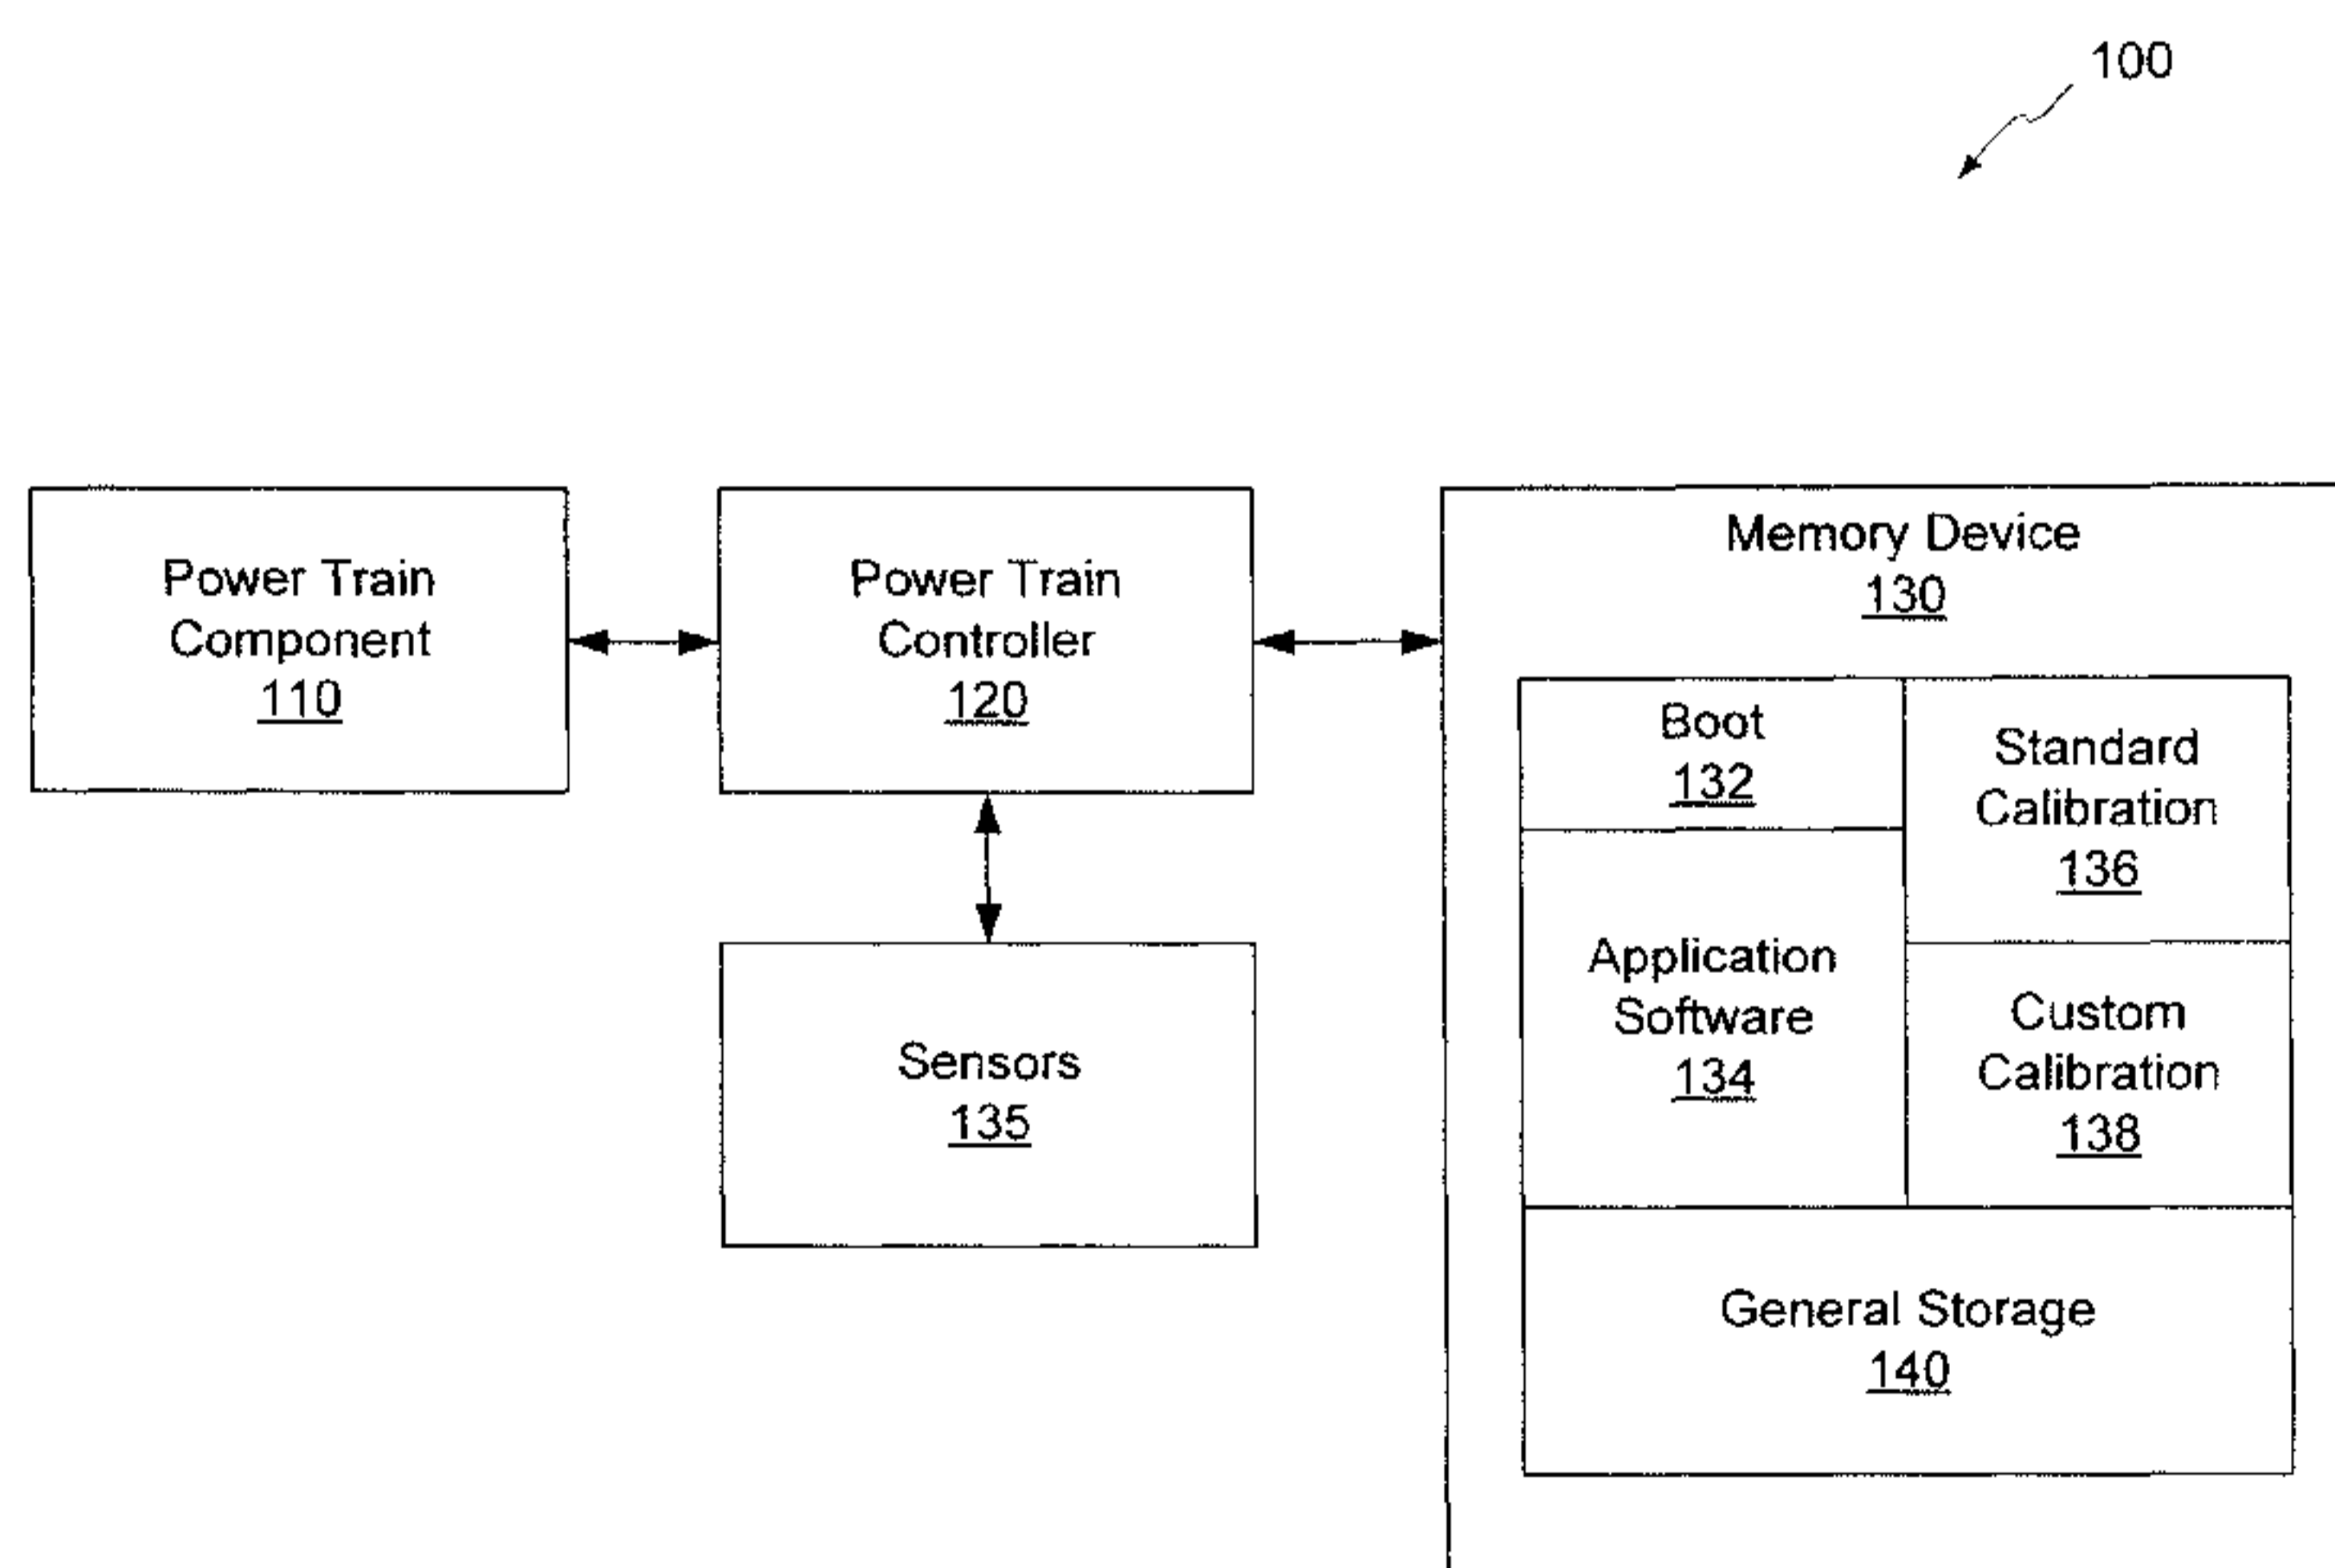 100
Power Train
Component
110
Power Train
Controller
120
Memory Device
130
Boot
132
Standard
Calibration
136
Application
Software
134
Custom
Calibration
138
Sensors
135
General Storage
140